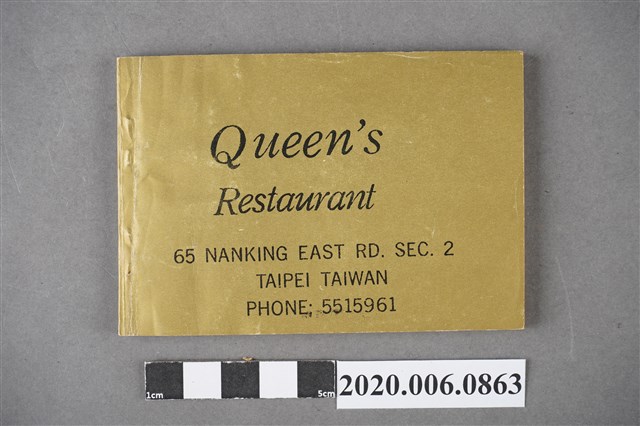 Queen's
Restaurant
65 NANKING EAST RD. SEC. 2
TAIPEI TAIWAN
PHONE: 5515961
1cm
5cm
2020.006.0863